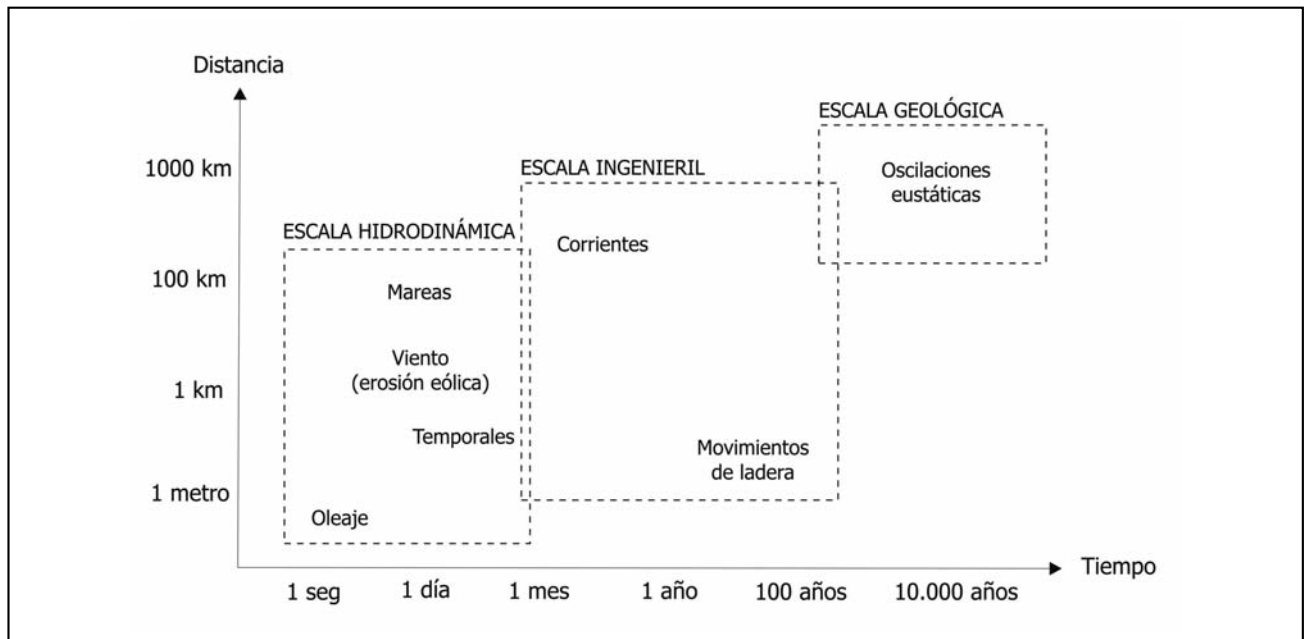 Distancia
ESCALA GEOLÓGICA
1000 km
ESCALA INGENIERIL
Oscilaciones
eustáticas
ESCALA HIDRODINÁMICA
Corrientes
100 km
Mareas
Viento
(erosión eólica)
1 km
Temporales
Movimientos
de ladera
1 metro
Oleaje
Tiempo
1 seg
1 día
1 mes
1 año
100 años
10.000 años